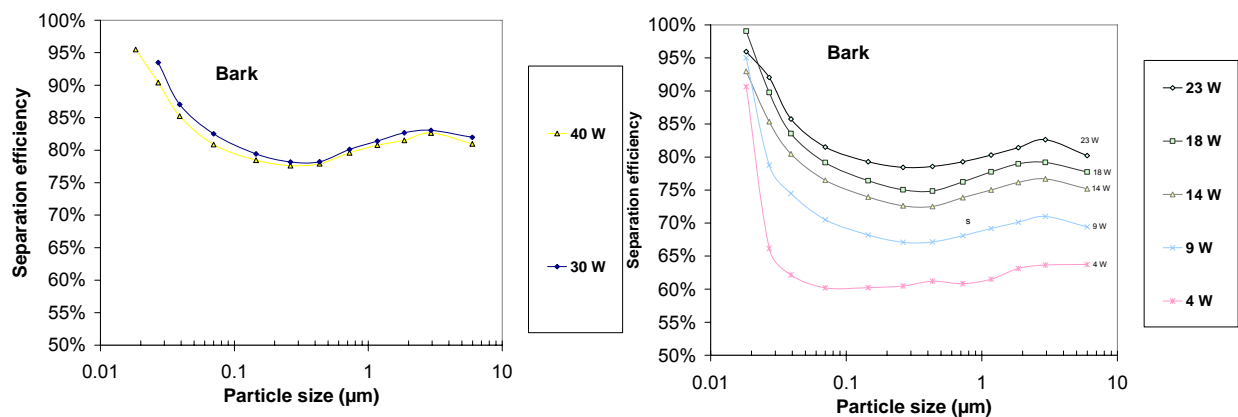 100%
95%
90%
85%
80%
75%
70%
65%
60%
55%
50%
Separation efficiency
Bark
0.01
0.1
1
10
Particle size (µm)
40 W
30 W
100%
95%
90%
85%
80%
75%
70%
65%
60%
55%
50%
Separation efficiency
Bark
23 W
18 W
14 W
s
9 W
4 W
0.01
0.1
1
10
Particle size (µm)
23 W
18 W
14 W
9 W
4 W